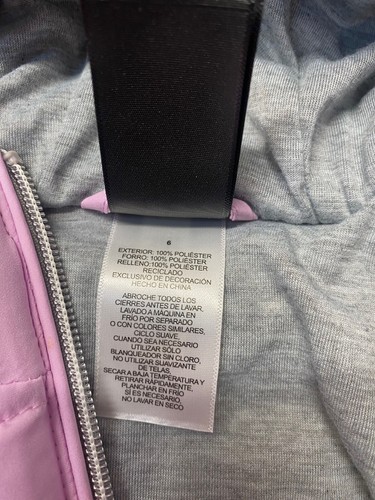 6
EXTERIOR: 100% POLIÉSTER
FORRO: 100% POLIÉSTER
RELLENO:100% POLIÉSTER
RECICLADO
EXCLUSIVO DE DECORACIÓN
HECHO EN CHINA
ABROCHE TODOS LOS
CIERRES ANTES DE LAVAR,
LAVADO A MÁQUINA EN
FRÍO POR SEPARADO
O CON COLORES SIMILARES,
CICLO SUAVE.
CUANDO SEA NECESARIO
UTILIZAR SÓLO
BLANQUEADOR SIN CLORO,
NO UTILIZAR SUAVIZANTE
DE TELAS.
SECAR A BAJA TEMPERATURA Y
RETIRAR RÁPIDAMENTE,
PLANCHAR EN FRÍO
SI ES NECESARIO,
NO LAVAR EN SECO